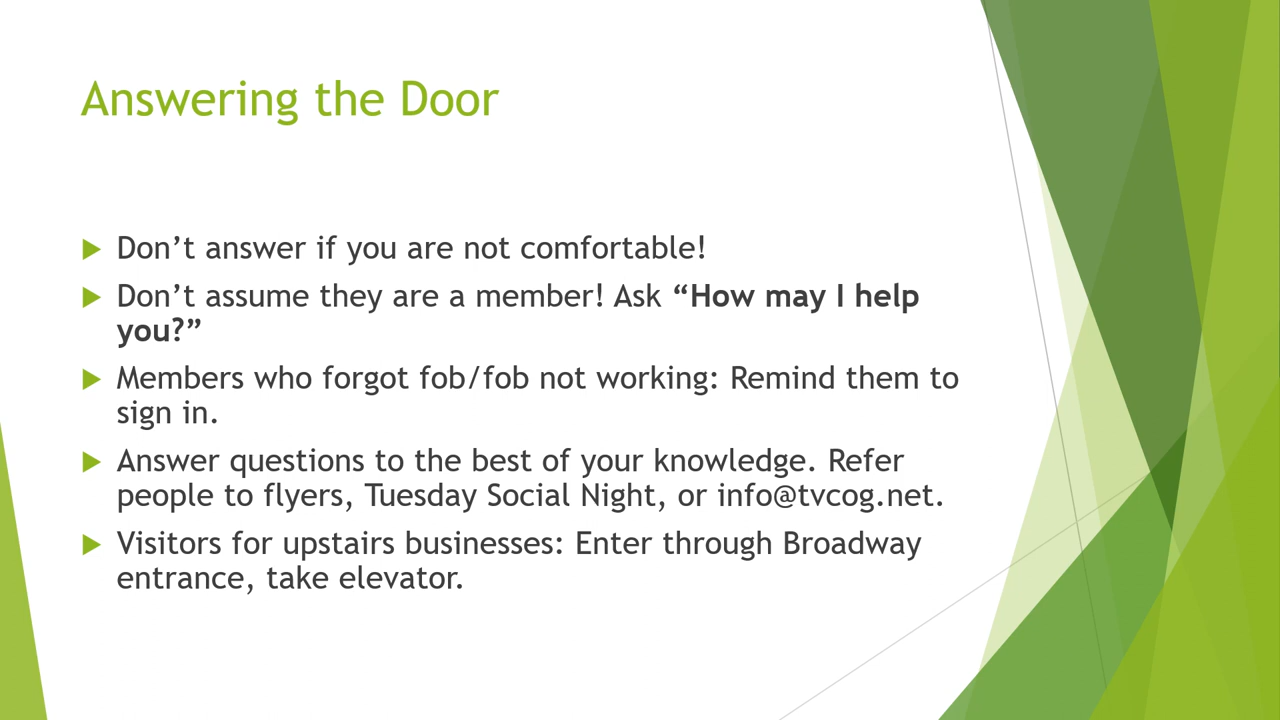 Answering the Door
Don’t answer if you are not comfortable!
Don’t assume they are a member! Ask “How may I help
you?”
Members who forgot fob/fob not working: Remind them to
sign in.
Answer questions to the best of your knowledge. Refer
people to flyers, Tuesday Social Night, or info@tvcog.net.
Visitors for upstairs businesses: Enter through Broadway
entrance, take elevator.